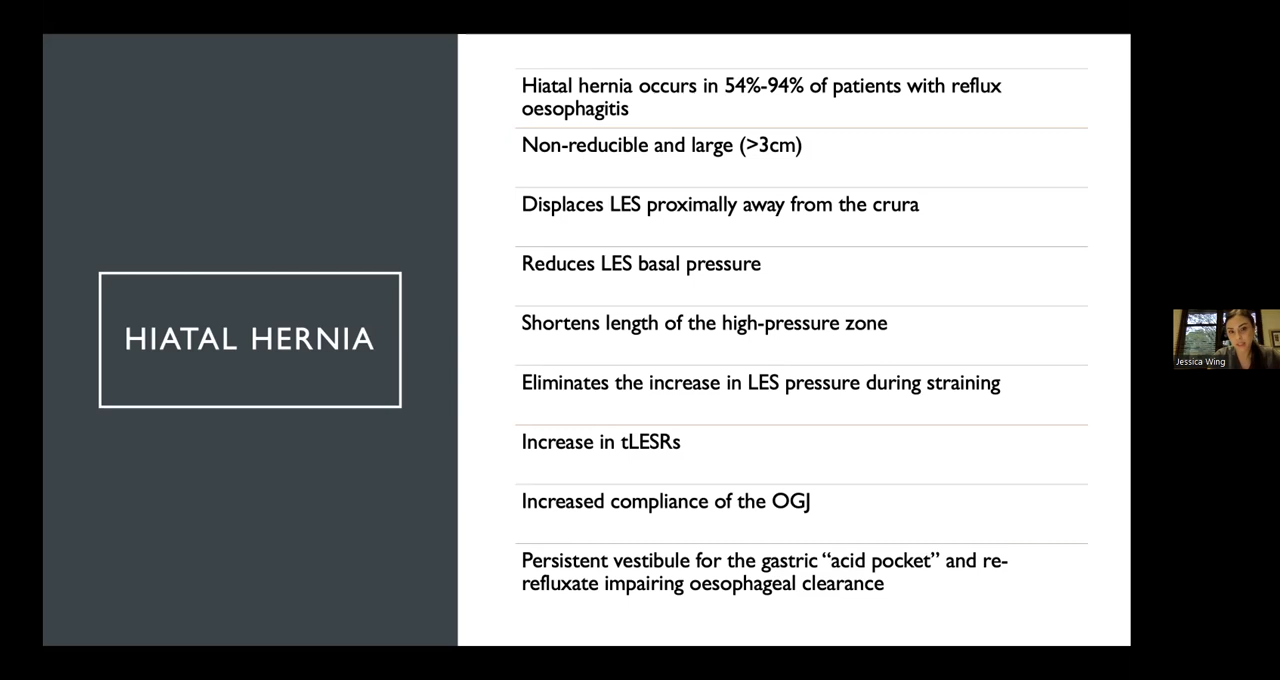 HIATAL HERNIA
Hiatal hernia occurs in 54%-94% of patients with reflux
oesophagitis
Non-reducible and large (>3cm)
Displaces LES proximally away from the crura
Reduces LES basal pressure
Shortens length of the high-pressure zone
Eliminates the increase in LES pressure during straining
Increase in tLESRs
Increased compliance of the OGJ
Persistent vestibule for the gastric “acid pocket” and re-
refluxate impairing oesophageal clearance
Jessica Wing